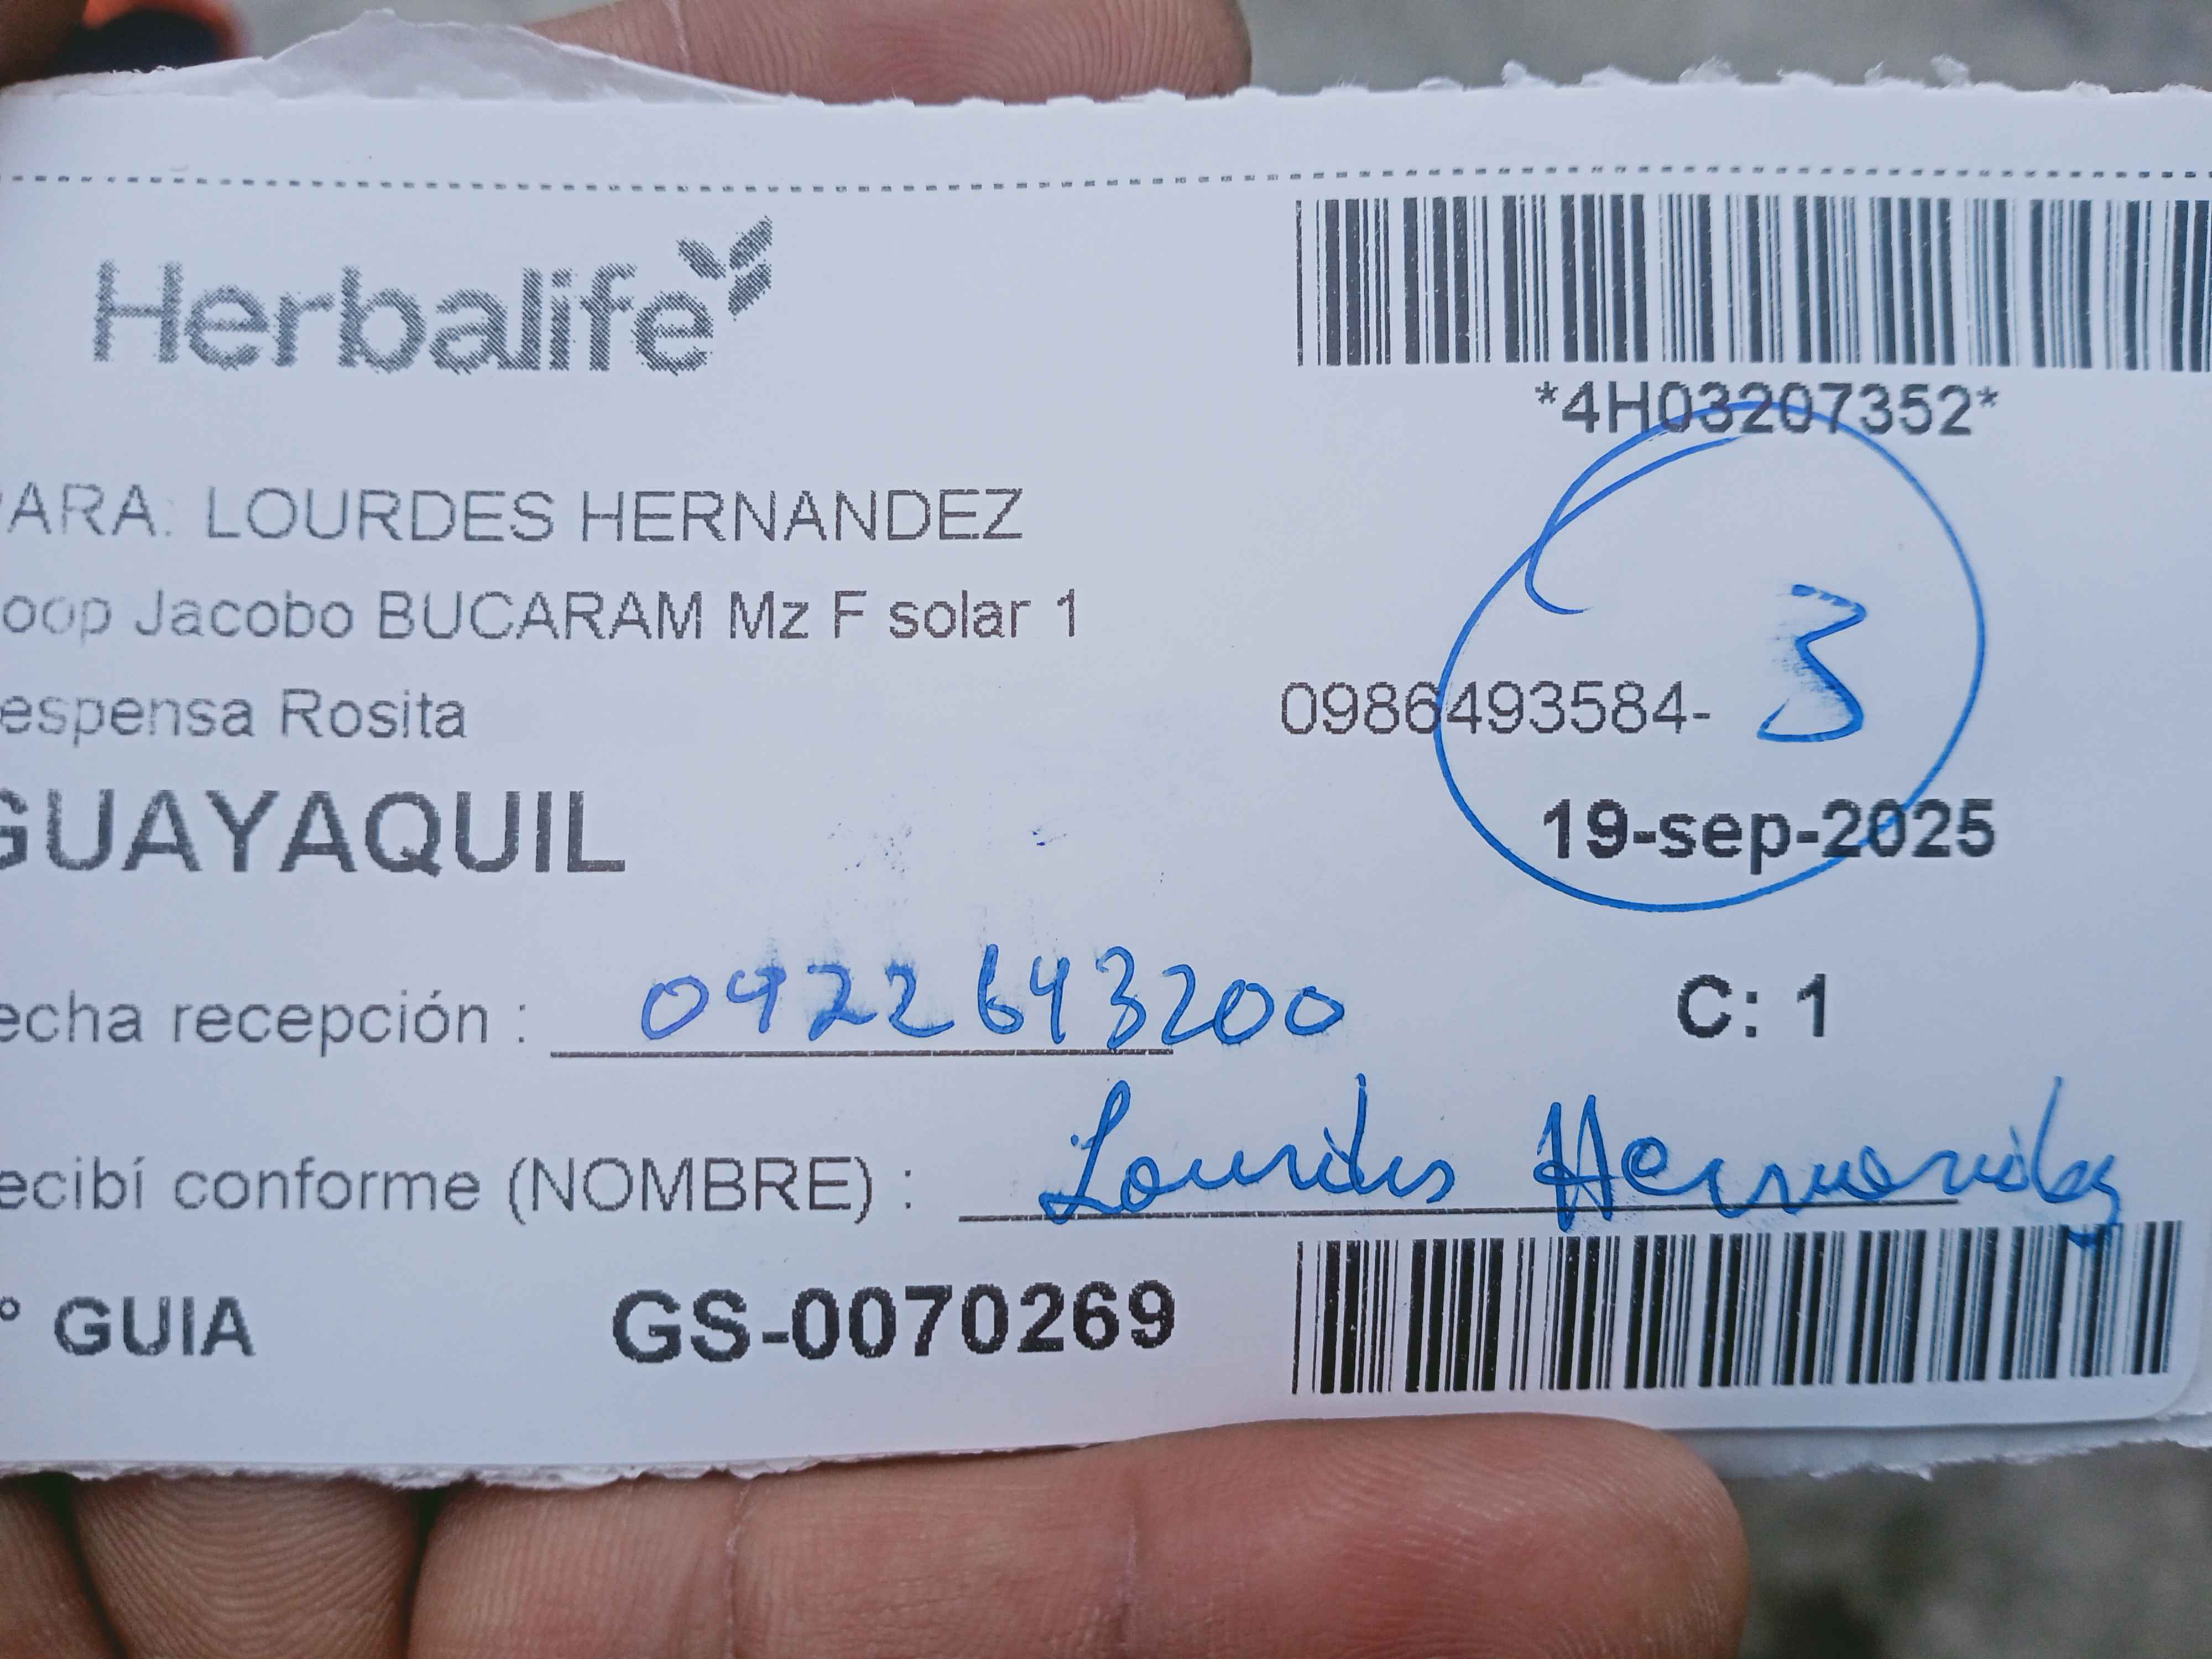 Herbalife
*4H03207352*
PARA: LOURDES HERNANDEZ
oop Jacobo BUCARAM Mz F solar 1
3
espensa Rosita
0986493584-
GUAYAQUIL
19-sep-2025
echa recepción : 0922643200
C: 1
ecibí conforme (NOMBRE) : Lourdes Hernandez
° GUIA GS-0070269